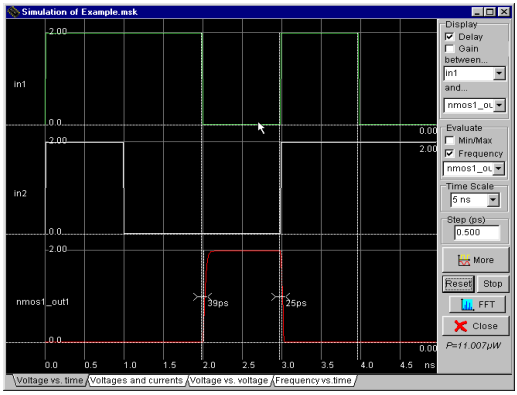 Simulation of Example.msk
Display
Delay
Gain
between...
in1
and...
nmos1_ou
Evaluate
Min/Max
Frequency
nmos1_ou
Time Scale
5 ns
Step (ps)
0.500
More
Reset Stop
FFT
Close
P=11.007µW
2.00
in1
0.0
0.00
2.00
2.00
in2
0.0
2.00
nmos1_out1
39ps
25ps
0.0
0.00
0.0 0.5 1.0 1.5 2.0 2.5 3.0 3.5 4.0 4.5 ns
Voltage vs. time Voltages and currents Voltage vs. voltage Frequency vs.time